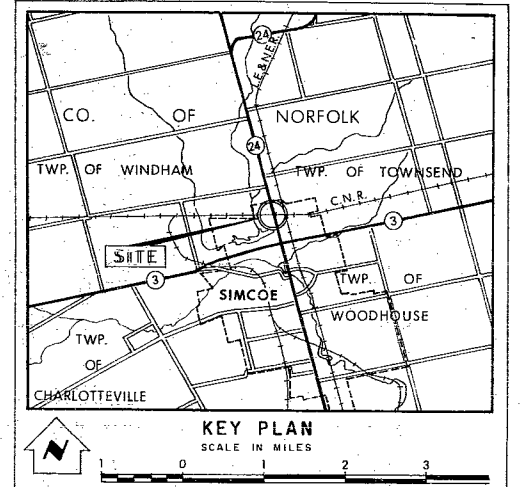 24
L.E.&N.E.R.
CO. OF NORFOLK
24
TWP. OF WINDHAM
TWP. OF TOWNSEND
C.N.R.
3
SITE
3
SIMCOE
TWP. OF
WOODHOUSE
TWP.
OF
CHARLOTTEVILLE
KEY PLAN
SCALE IN MILES
N
1 0 1 2 3